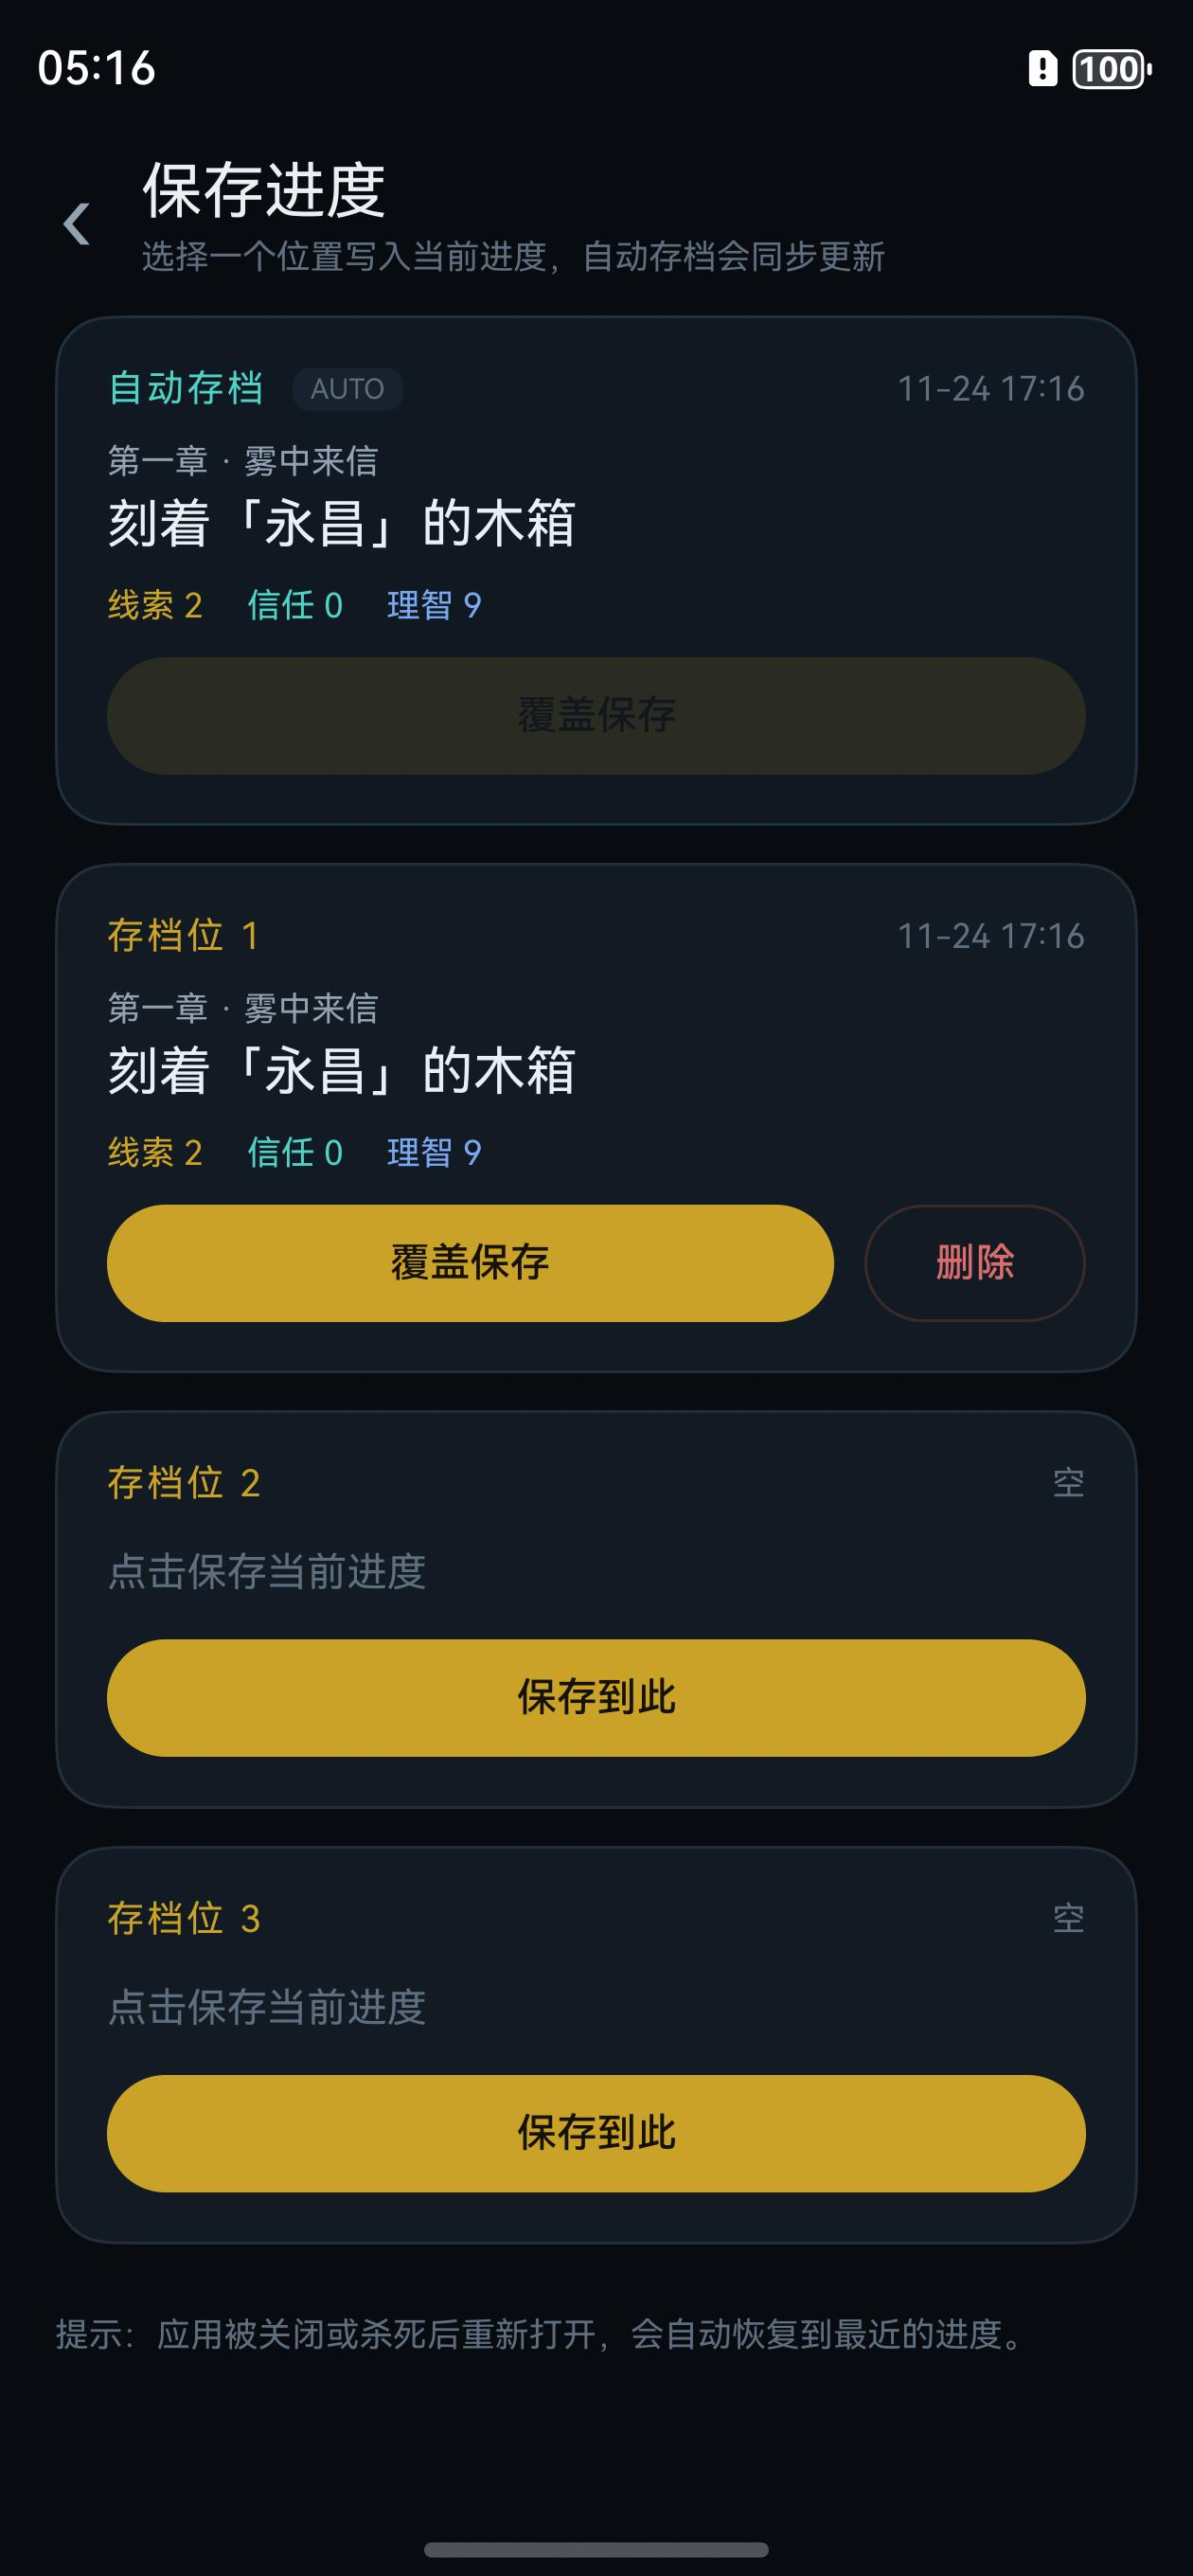 05:16
100
保存进度
选择一个位置写入当前进度，自动存档会同步更新
自动存档 AUTO 11-24 17:16
第一章 · 雾中来信
刻着「永昌」的木箱
线索 2 信任 0 理智 9
覆盖保存
存档位 1 11-24 17:16
第一章 · 雾中来信
刻着「永昌」的木箱
线索 2 信任 0 理智 9
覆盖保存 删除
存档位 2 空
点击保存当前进度
保存到此
存档位 3 空
点击保存当前进度
保存到此
提示：应用被关闭或杀死后重新打开，会自动恢复到最近的进度。